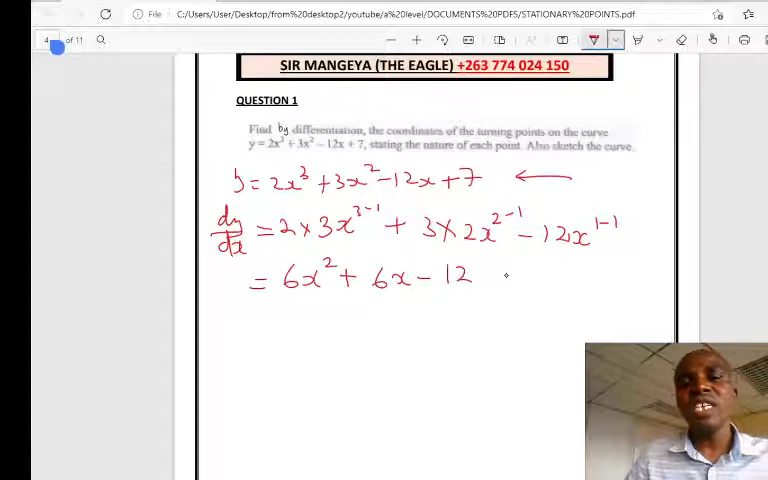 File
C:/Users/User/Desktop/from%20desktop2/youtube/a%20level/DOCUMENTS%20PDFS/STATIONARY%20POINTS.pdf
4 of 11
SIR MANGEYA (THE EAGLE) +263 774 024 150
QUESTION 1
Find by differentiation, the coordinates of the turning points on the curve
y = 2x³ + 3x² − 12x + 7, stating the nature of each point. Also sketch the curve.
y = 2x³ + 3x² − 12x + 7 ←
dy/dx = 2 × 3x³⁻¹ + 3 × 2x²⁻¹ − 12x¹⁻¹
= 6x² + 6x − 12